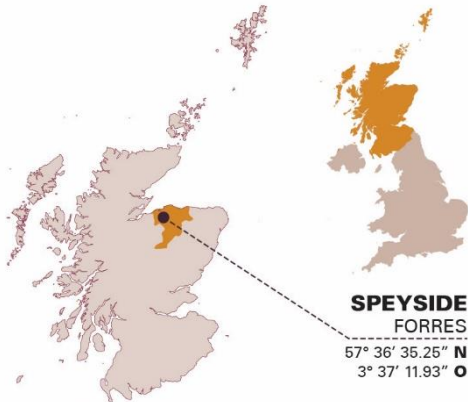 SPEYSIDE
FORRES
57° 36′ 35.25″ N
3° 37′ 11.93″ O